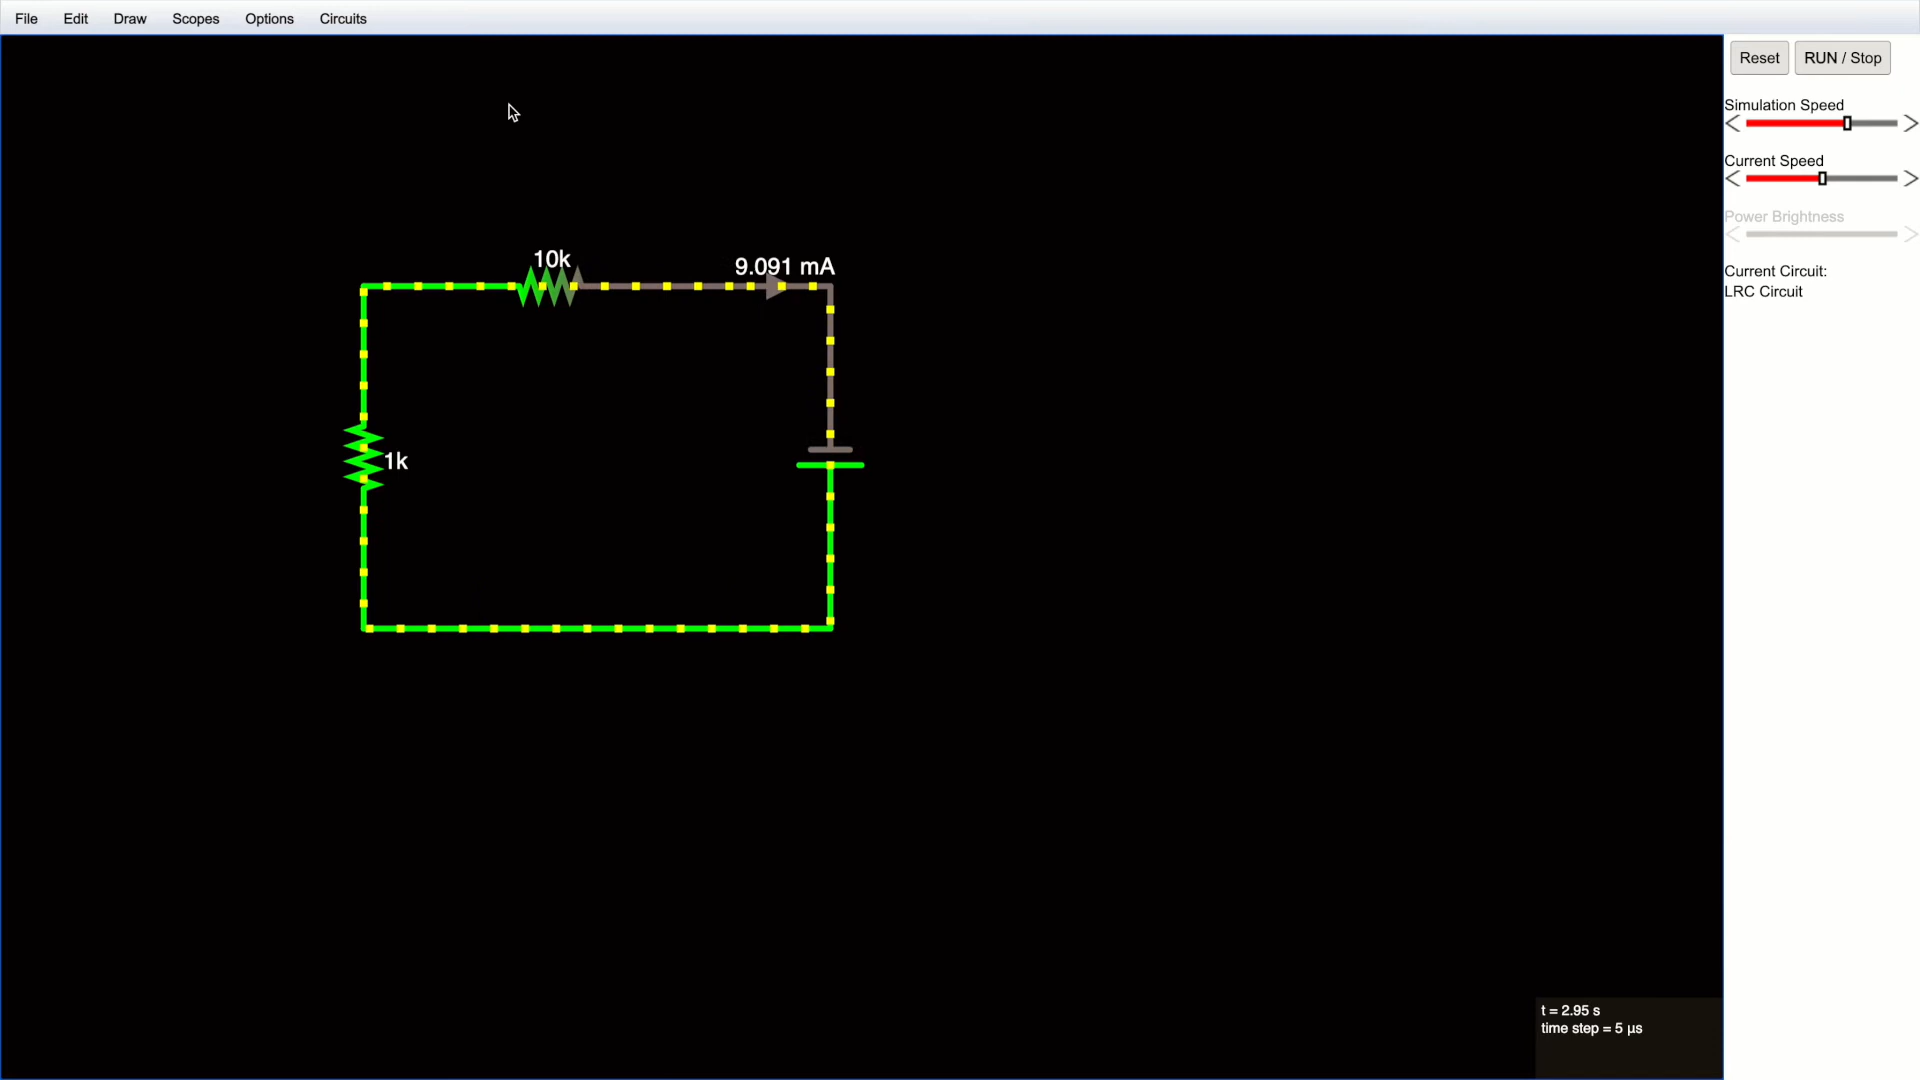 File Edit Draw Scopes Options Circuits
Reset RUN / Stop
Simulation Speed
Current Speed
Power Brightness
Current Circuit:
LRC Circuit
10k
9.091 mA
1k
t = 2.95 s
time step = 5 µs